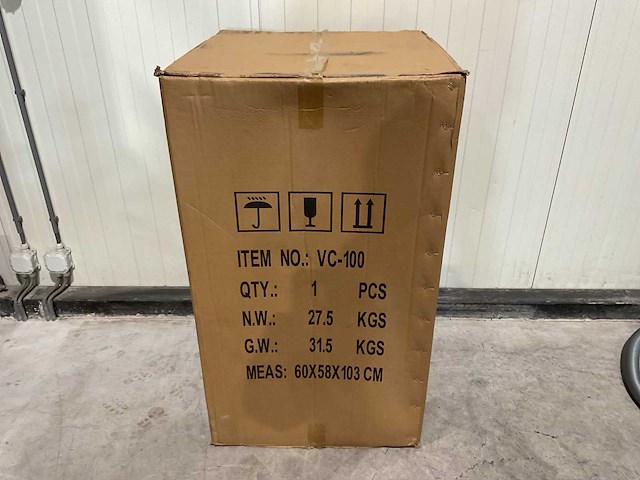 ITEM NO.: VC-100
QTY.: 1 PCS
N.W.: 27.5 KGS
G.W.: 31.5 KGS
MEAS: 60X58X103 CM